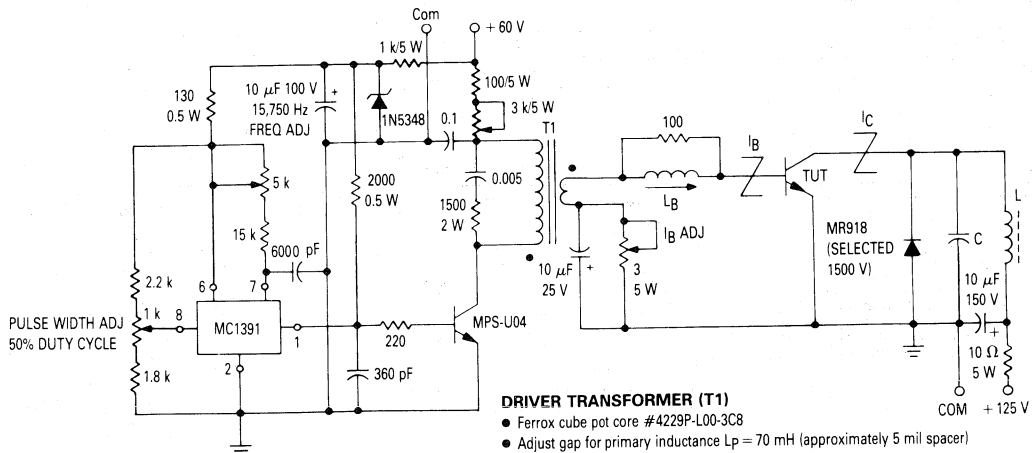 Com
+ 60 V
1 k/5 W
130
0.5 W
10 μF 100 V
15,750 Hz
FREQ ADJ
+
1N5348
100/5 W
3 k/5 W
0.1
T1
5 k
2000
0.5 W
0.005
1500
2 W
15 k
6000 pF
6
7
2.2 k
1 k
8
PULSE WIDTH ADJ
50% DUTY CYCLE
MC1391
1
220
MPS-U04
1.8 k
2
360 pF
100
LB
IB
IC
TUT
IB ADJ
10 μF
25 V
+
3
5 W
MR918
(SELECTED
1500 V)
C
L
10 μF
150 V
+
10 Ω
5 W
COM
+ 125 V
DRIVER TRANSFORMER (T1)
● Ferrox cube pot core #4229P-L00-3C8
● Adjust gap for primary inductance Lp = 70 mH (approximately 5 mil spacer)